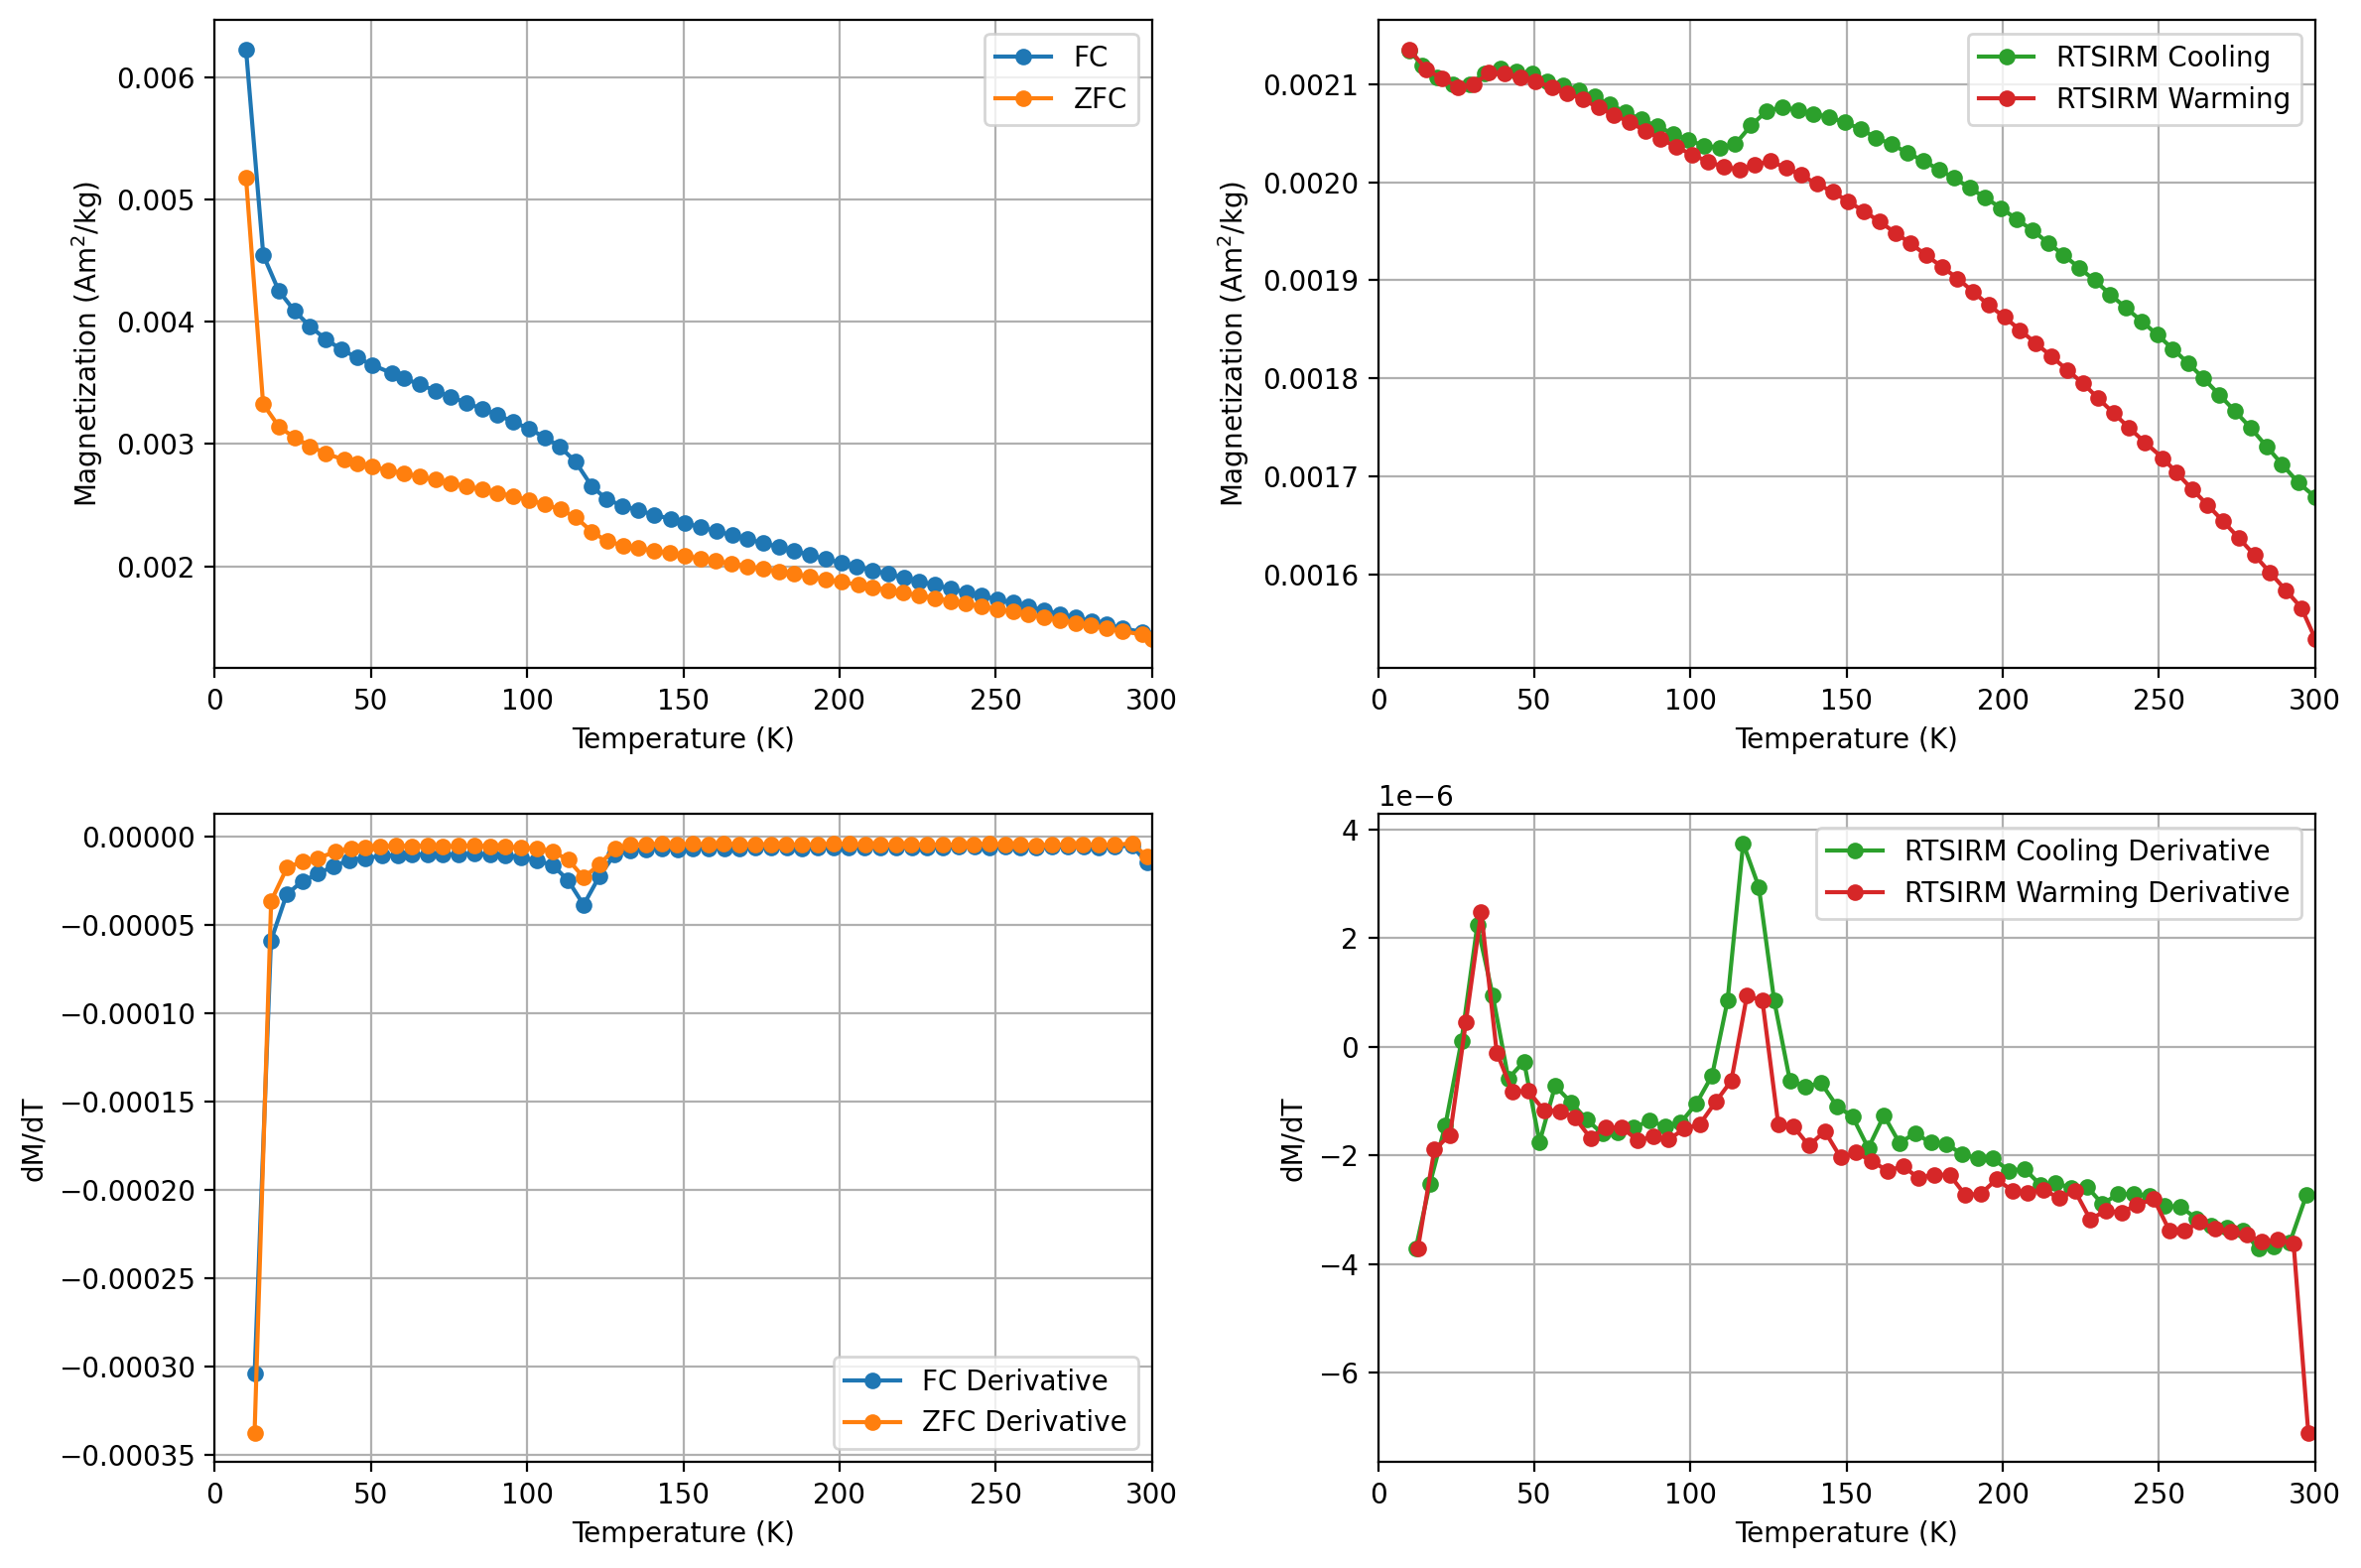 Magnetization (Am²/kg)
0.006
0.005
0.004
0.003
0.002
FC
ZFC
0 50 100 150 200 250 300
Temperature (K)
Magnetization (Am²/kg)
0.0021
0.0020
0.0019
0.0018
0.0017
0.0016
RTSIRM Cooling
RTSIRM Warming
0 50 100 150 200 250 300
Temperature (K)
dM/dT
0.00000
−0.00005
−0.00010
−0.00015
−0.00020
−0.00025
−0.00030
−0.00035
FC Derivative
ZFC Derivative
0 50 100 150 200 250 300
Temperature (K)
1e−6
dM/dT
4
2
0
−2
−4
−6
RTSIRM Cooling Derivative
RTSIRM Warming Derivative
0 50 100 150 200 250 300
Temperature (K)